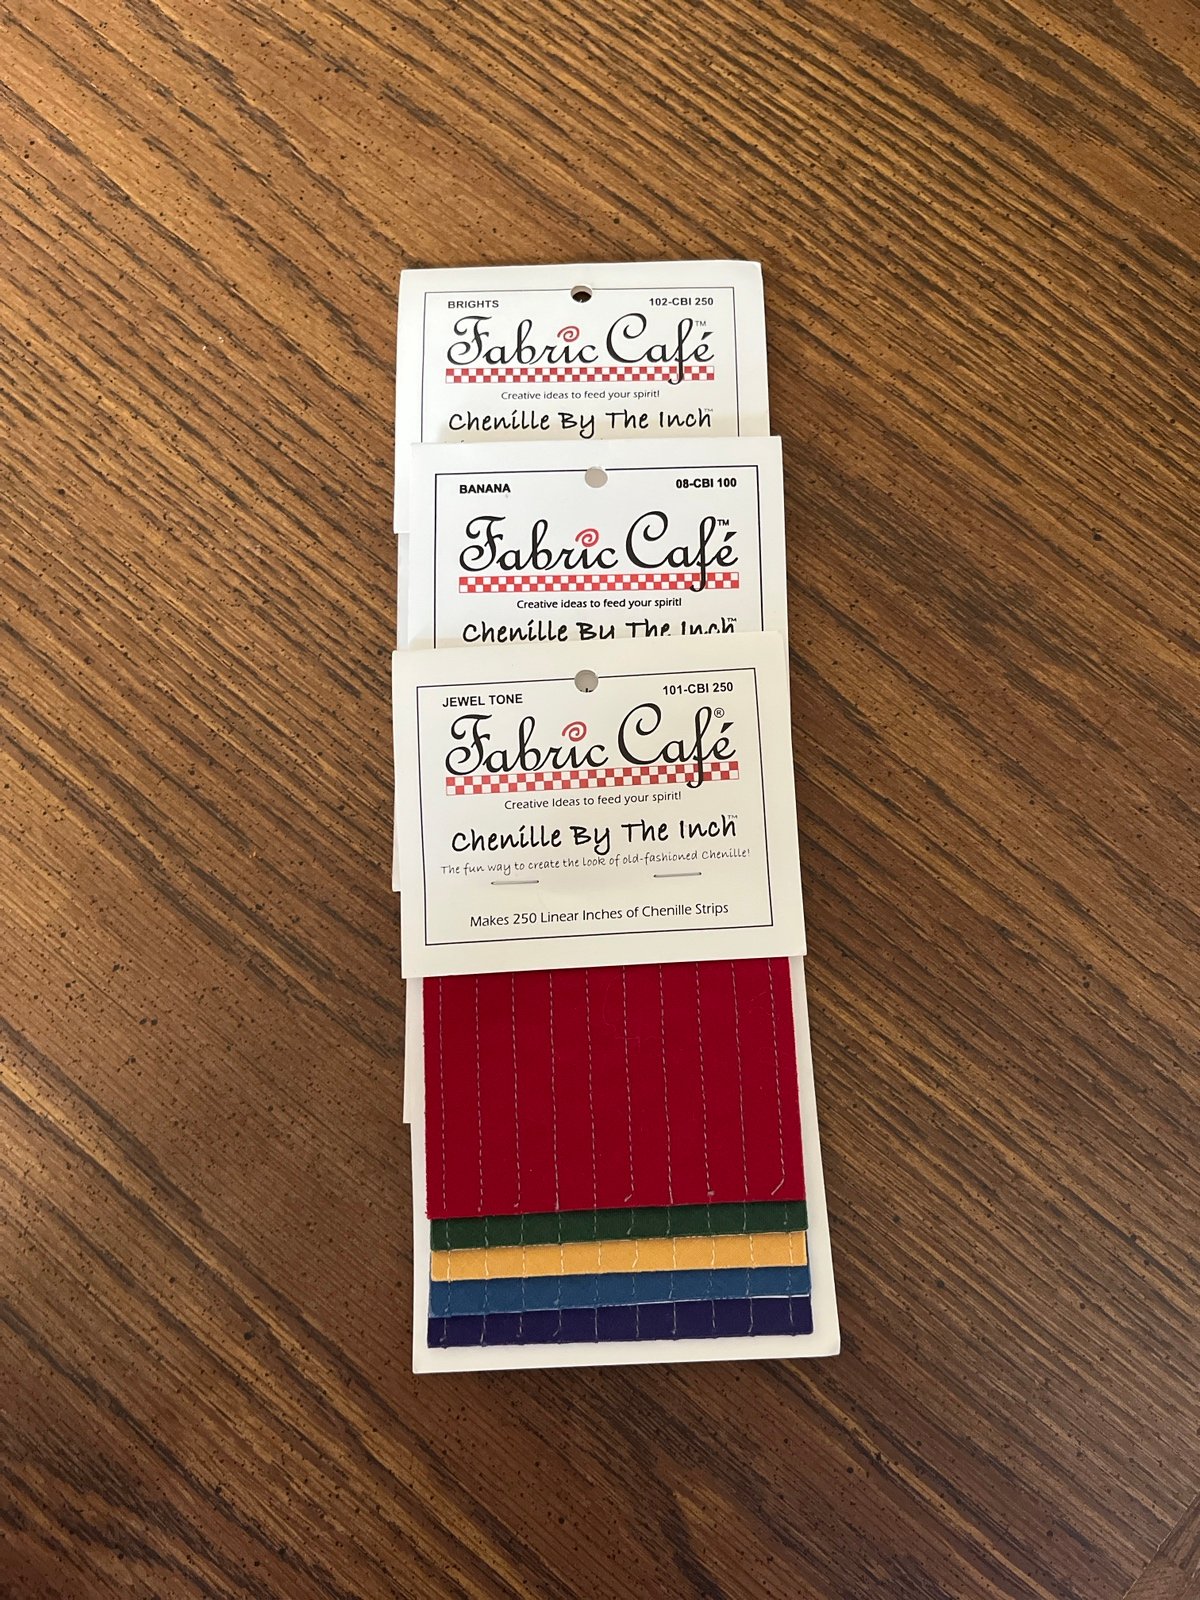 BRIGHTS 102-CBI 250
Fabric Café™
Creative ideas to feed your spirit!
Chenille By The Inch™
BANANA 08-CBI 100
Fabric Café™
Creative ideas to feed your spirit!
Chenille By The Inch™
JEWEL TONE 101-CBI 250
Fabric Café®
Creative Ideas to feed your spirit!
Chenille By The Inch™
The fun way to create the look of old-fashioned Chenille!
Makes 250 Linear Inches of Chenille Strips